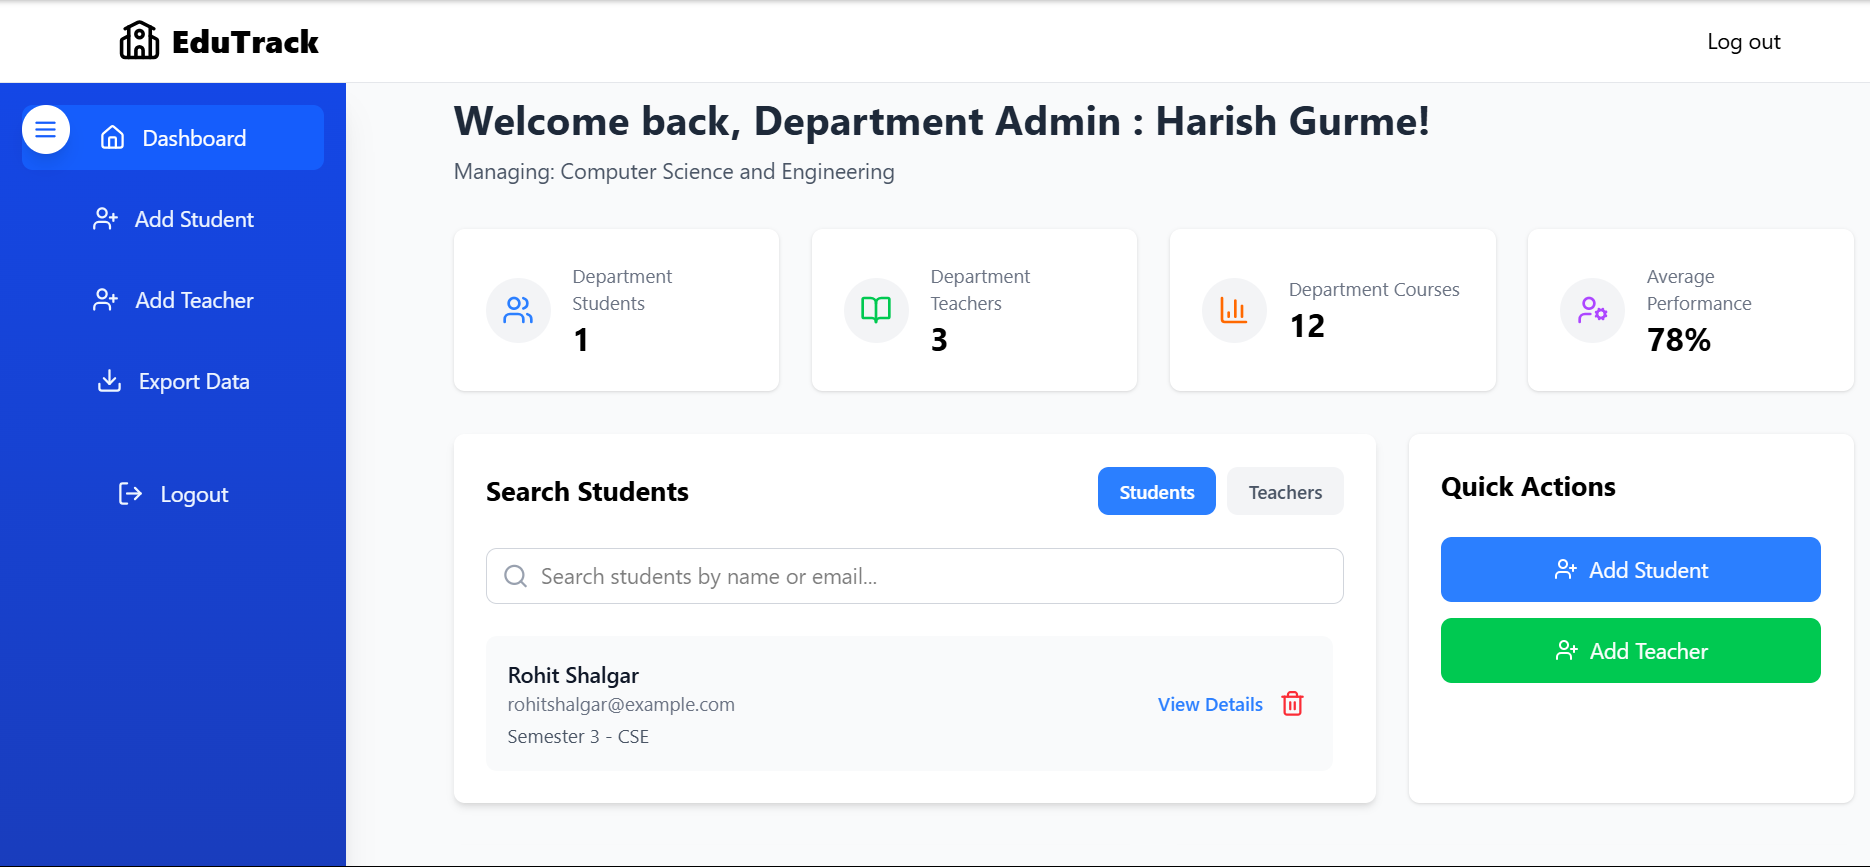 EduTrack
Log out
Dashboard
Add Student
Add Teacher
Export Data
Logout
Welcome back, Department Admin : Harish Gurme!
Managing: Computer Science and Engineering
Department
Students
1
Department
Teachers
3
Department Courses
12
Average
Performance
78%
Search Students
Students
Teachers
Search students by name or email...
Rohit Shalgar
rohitshalgar@example.com
Semester 3 - CSE
View Details
Quick Actions
Add Student
Add Teacher